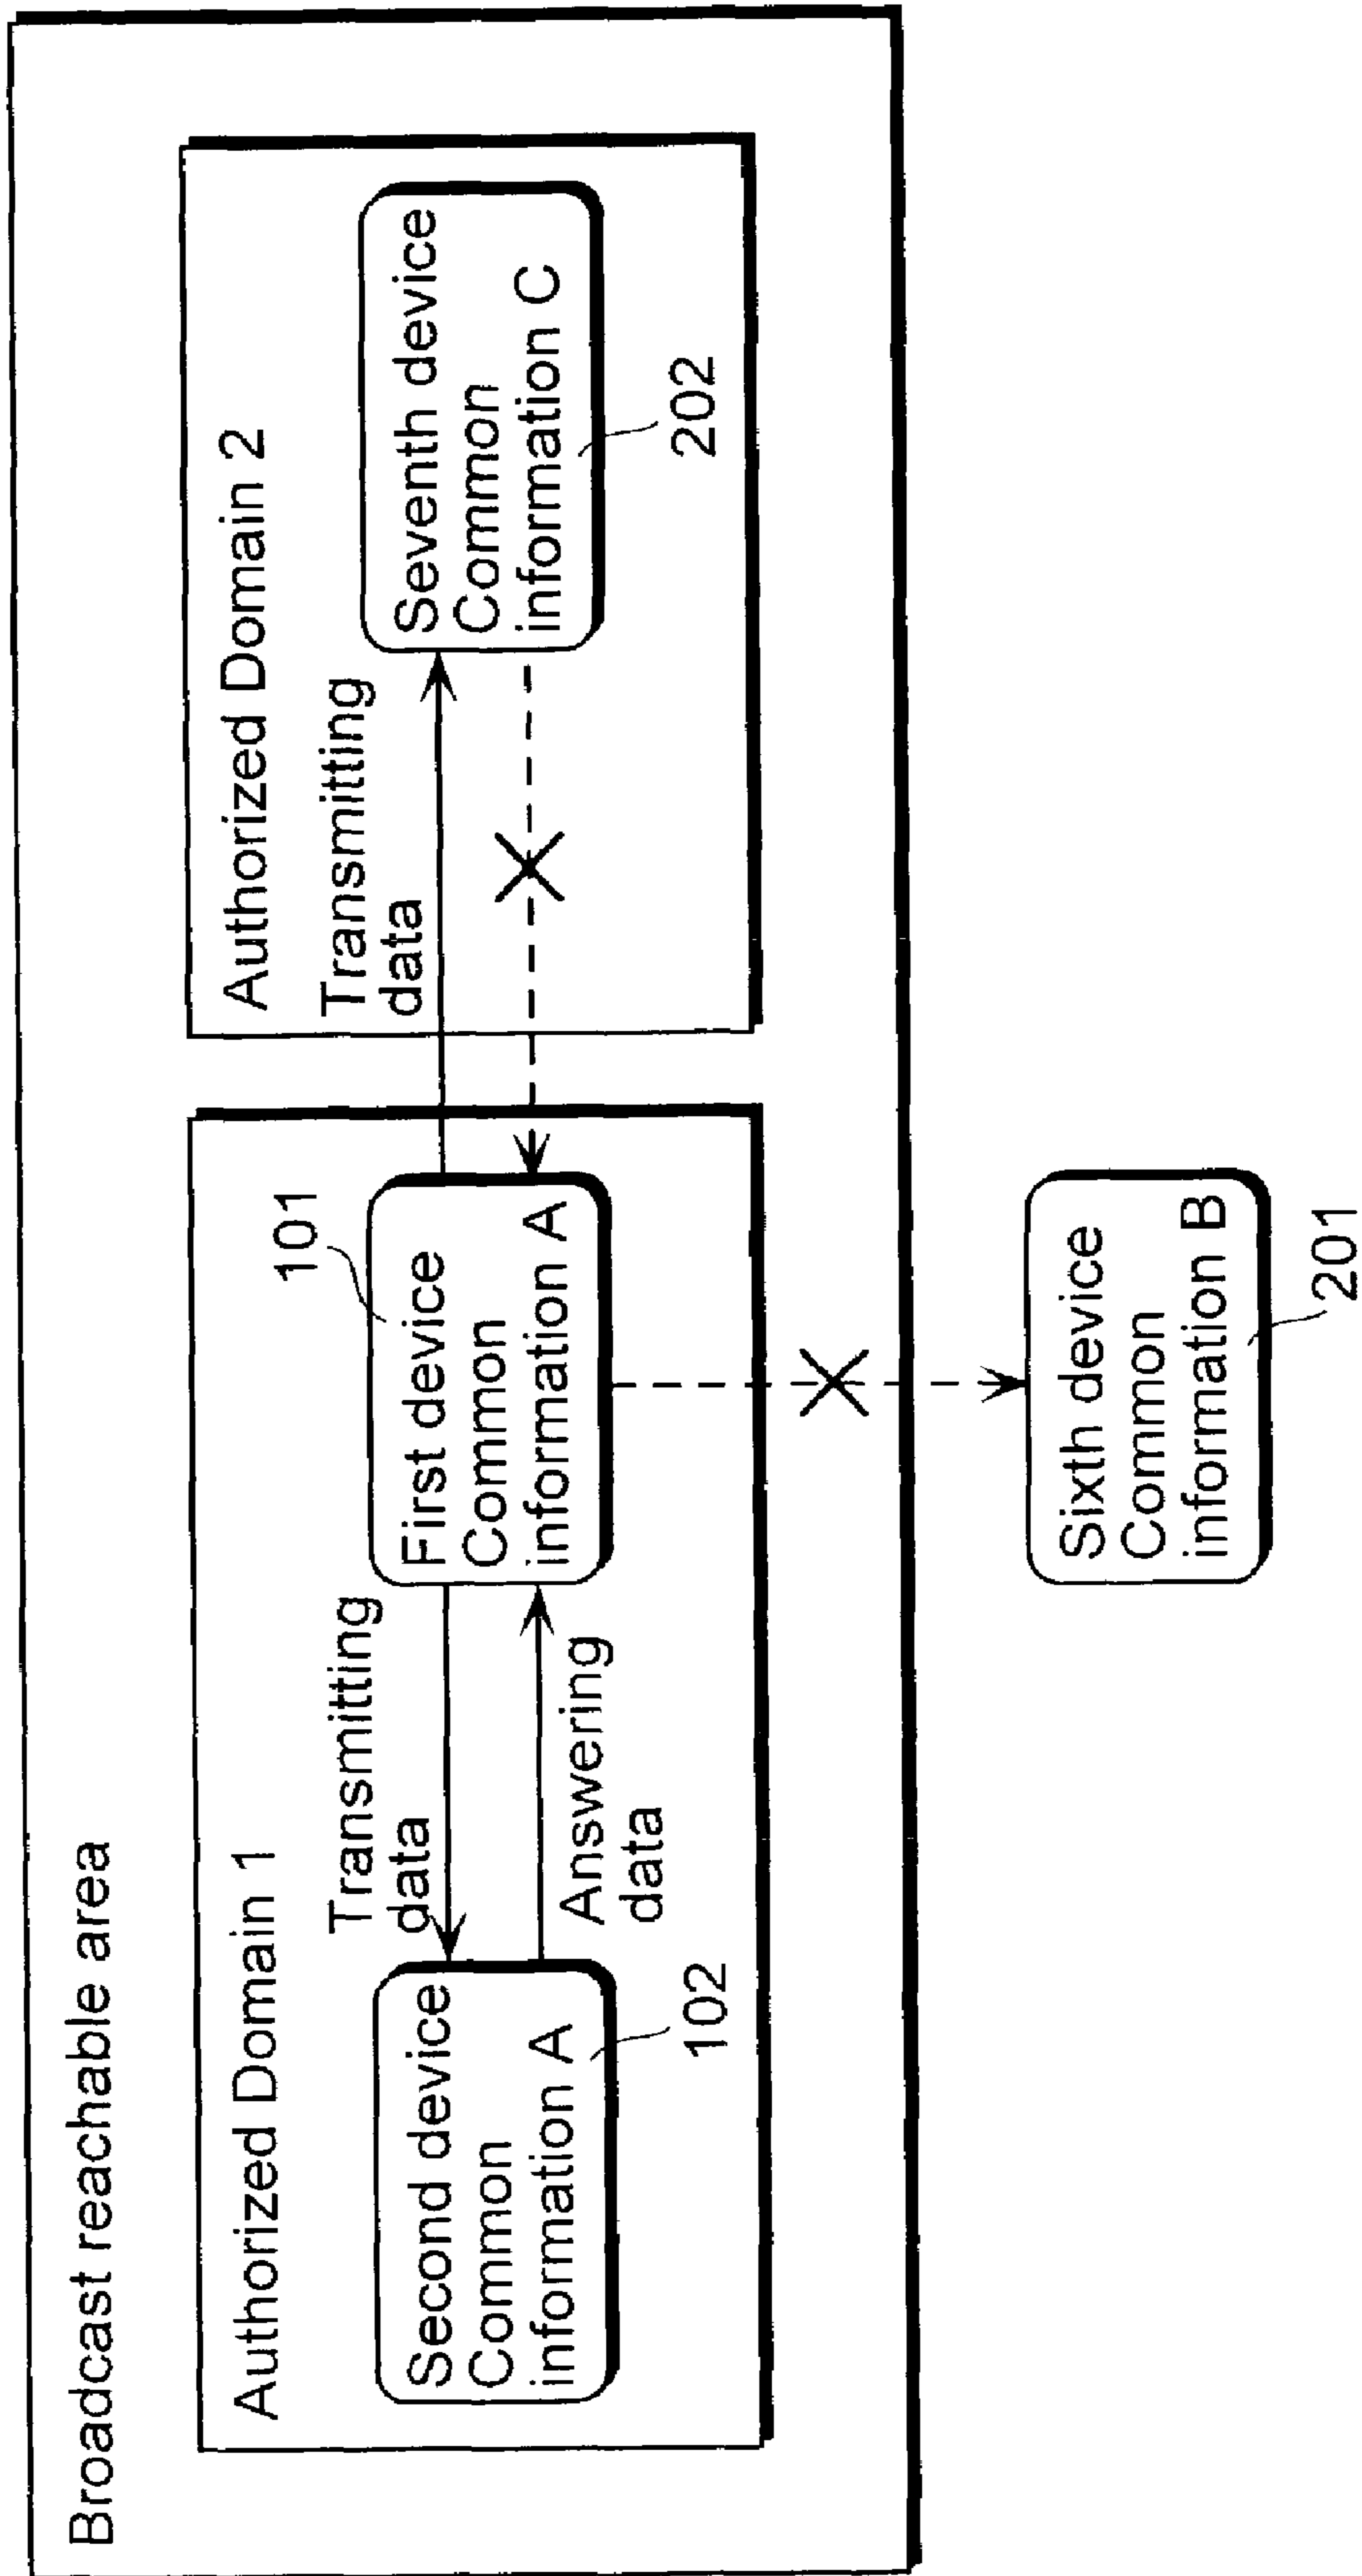 Broadcast reachable area
Authorized Domain 1
Second device
Common
information A
102
Transmitting
data
Answering
data
101
First device
Common
information A
Authorized Domain 2
Transmitting
data
Seventh device
Common
information C
202
Sixth device
Common
information B
201